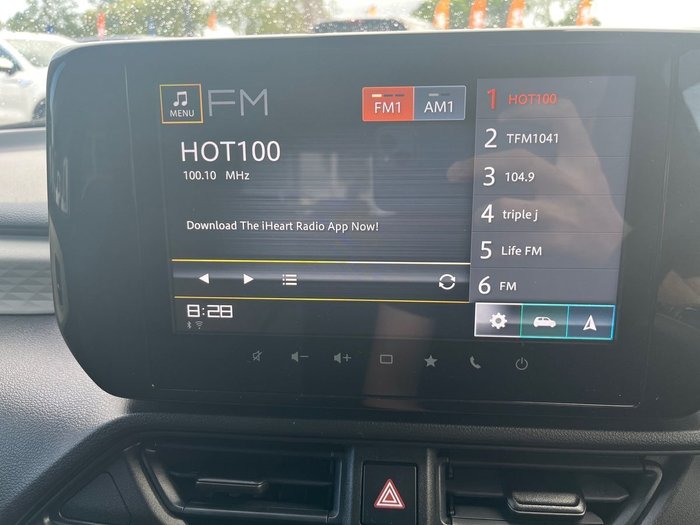 MENU
FM
FM1
AM1
HOT100
100.10 MHz
Download The iHeart Radio App Now!
8:28
1 HOT100
2 TFM1041
3 104.9
4 triple j
5 Life FM
6 FM